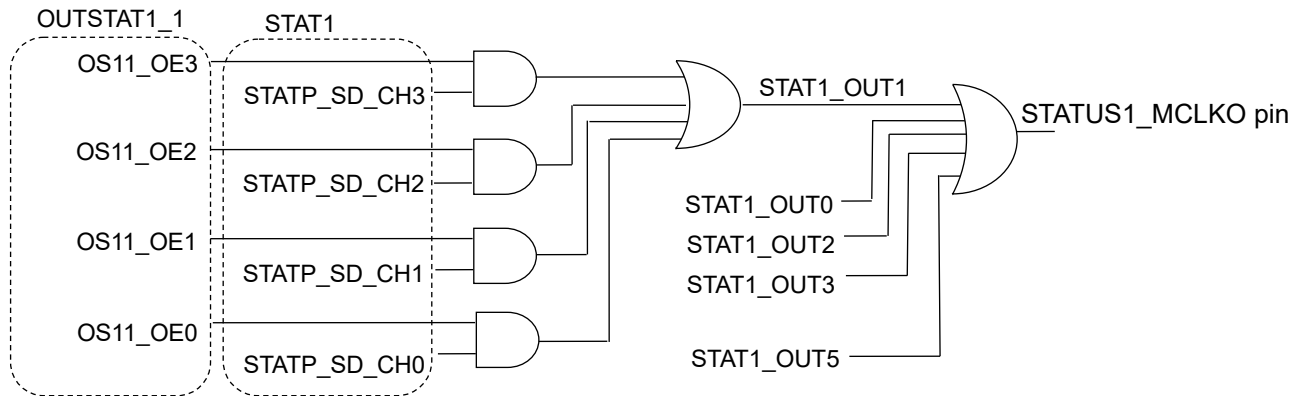 OUTSTAT1_1
STAT1
OS11_OE3
STATP_SD_CH3
STAT1_OUT1
STATUS1_MCLKO pin
OS11_OE2
STATP_SD_CH2
STAT1_OUT0
OS11_OE1
STAT1_OUT2
STATP_SD_CH1
STAT1_OUT3
OS11_OE0
STATP_SD_CH0
STAT1_OUT5